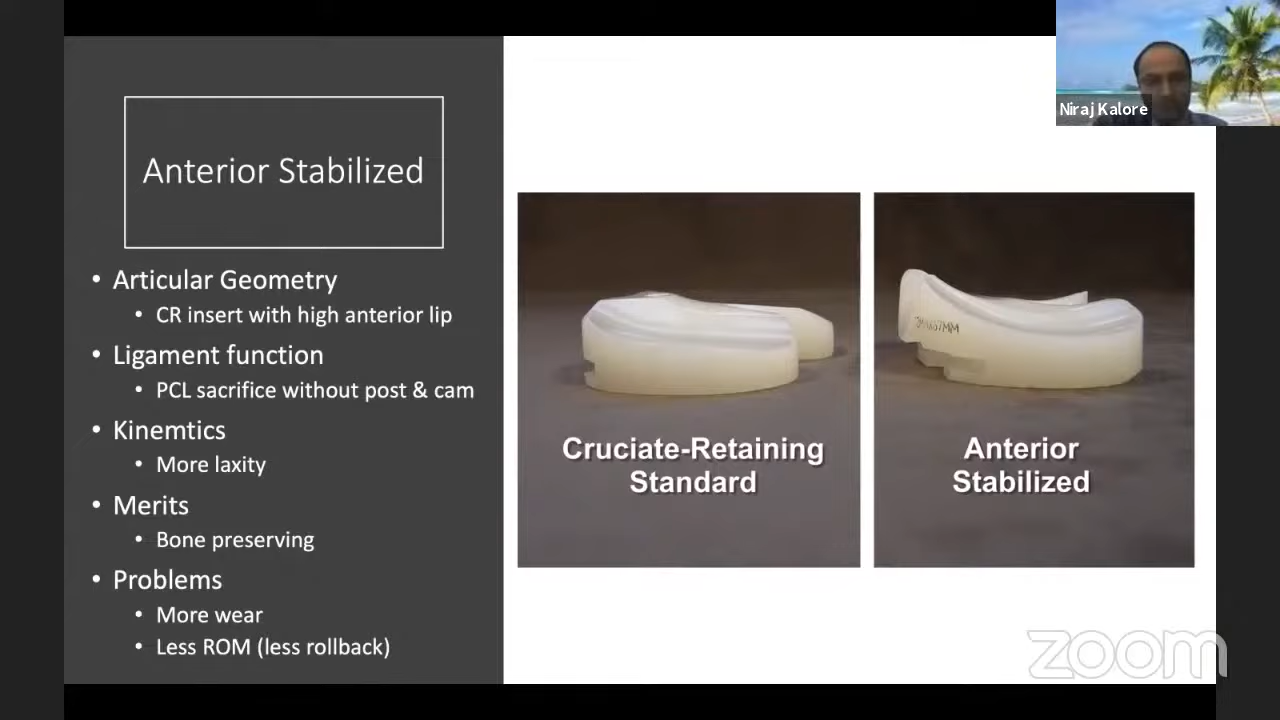 Niraj Kalore
Anterior Stabilized
• Articular Geometry
• CR insert with high anterior lip
• Ligament function
• PCL sacrifice without post & cam
• Kinemtics
• More laxity
• Merits
• Bone preserving
• Problems
• More wear
• Less ROM (less rollback)
Cruciate-Retaining
Standard
Anterior
Stabilized
zoom